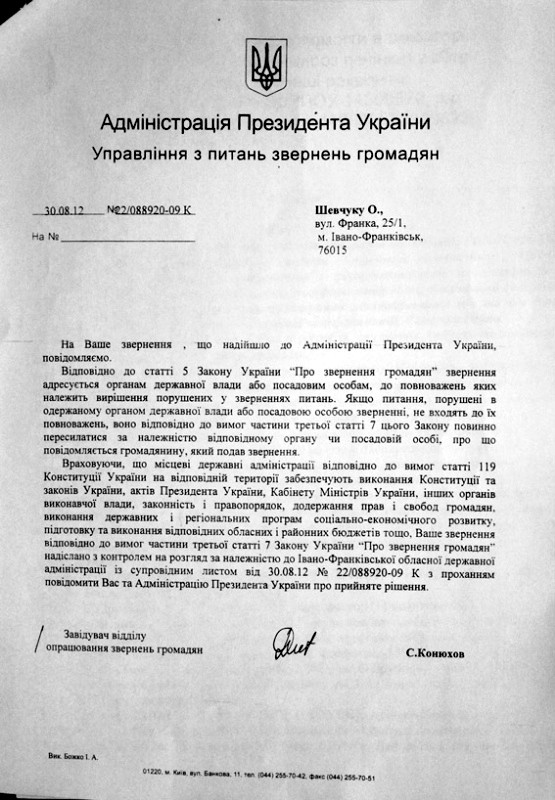 Адміністрація Президента України
Управління з питань звернень громадян
30.08.12 №22/088920-09 К
На №
Шевчуку О.,
вул. Франка, 25/1,
м. Івано-Франківськ,
76015
На Ваше звернення , що надійшло до Адміністрації Президента України,
повідомляємо.
Відповідно до статті 5 Закону України “Про звернення громадян” звернення
адресується органам державної влади або посадовим особам, до повноважень яких
належить вирішення порушених у зверненнях питань. Якщо питання, порушені в
одержаному органом державної влади або посадовою особою зверненні, не входять до їх
повноважень, воно відповідно до вимог частини третьої статті 7 цього Закону повинно
пересилатися за належністю відповідному органу чи посадовій особі, про що
повідомляється громадянину, який подав звернення.
Враховуючи, що місцеві державні адміністрації відповідно до вимог статті 119
Конституції України на відповідній території забезпечують виконання Конституції та
законів України, актів Президента України, Кабінету Міністрів України, інших органів
виконавчої влади, законність і правопорядок, додержання прав і свобод громадян,
виконання державних і регіональних програм соціально-економічного розвитку,
підготовку та виконання відповідних обласних і районних бюджетів тощо, Ваше звернення
відповідно до вимог частини третьої статті 7 Закону України “Про звернення громадян”
надіслано з контролем на розгляд за належністю до Івано-Франківської обласної державної
адміністрації із супровідним листом від 30.08.12 № 22/088920-09 К з проханням
повідомити Вас та Адміністрацію Президента України про прийняте рішення.
Завідувач відділу
опрацювання звернень громадян
С.Конюхов
Вик. Божко І. А.
01220, м. Київ, вул. Банкова, 11, тел. (044) 255-70-42, факс (044) 255-70-51